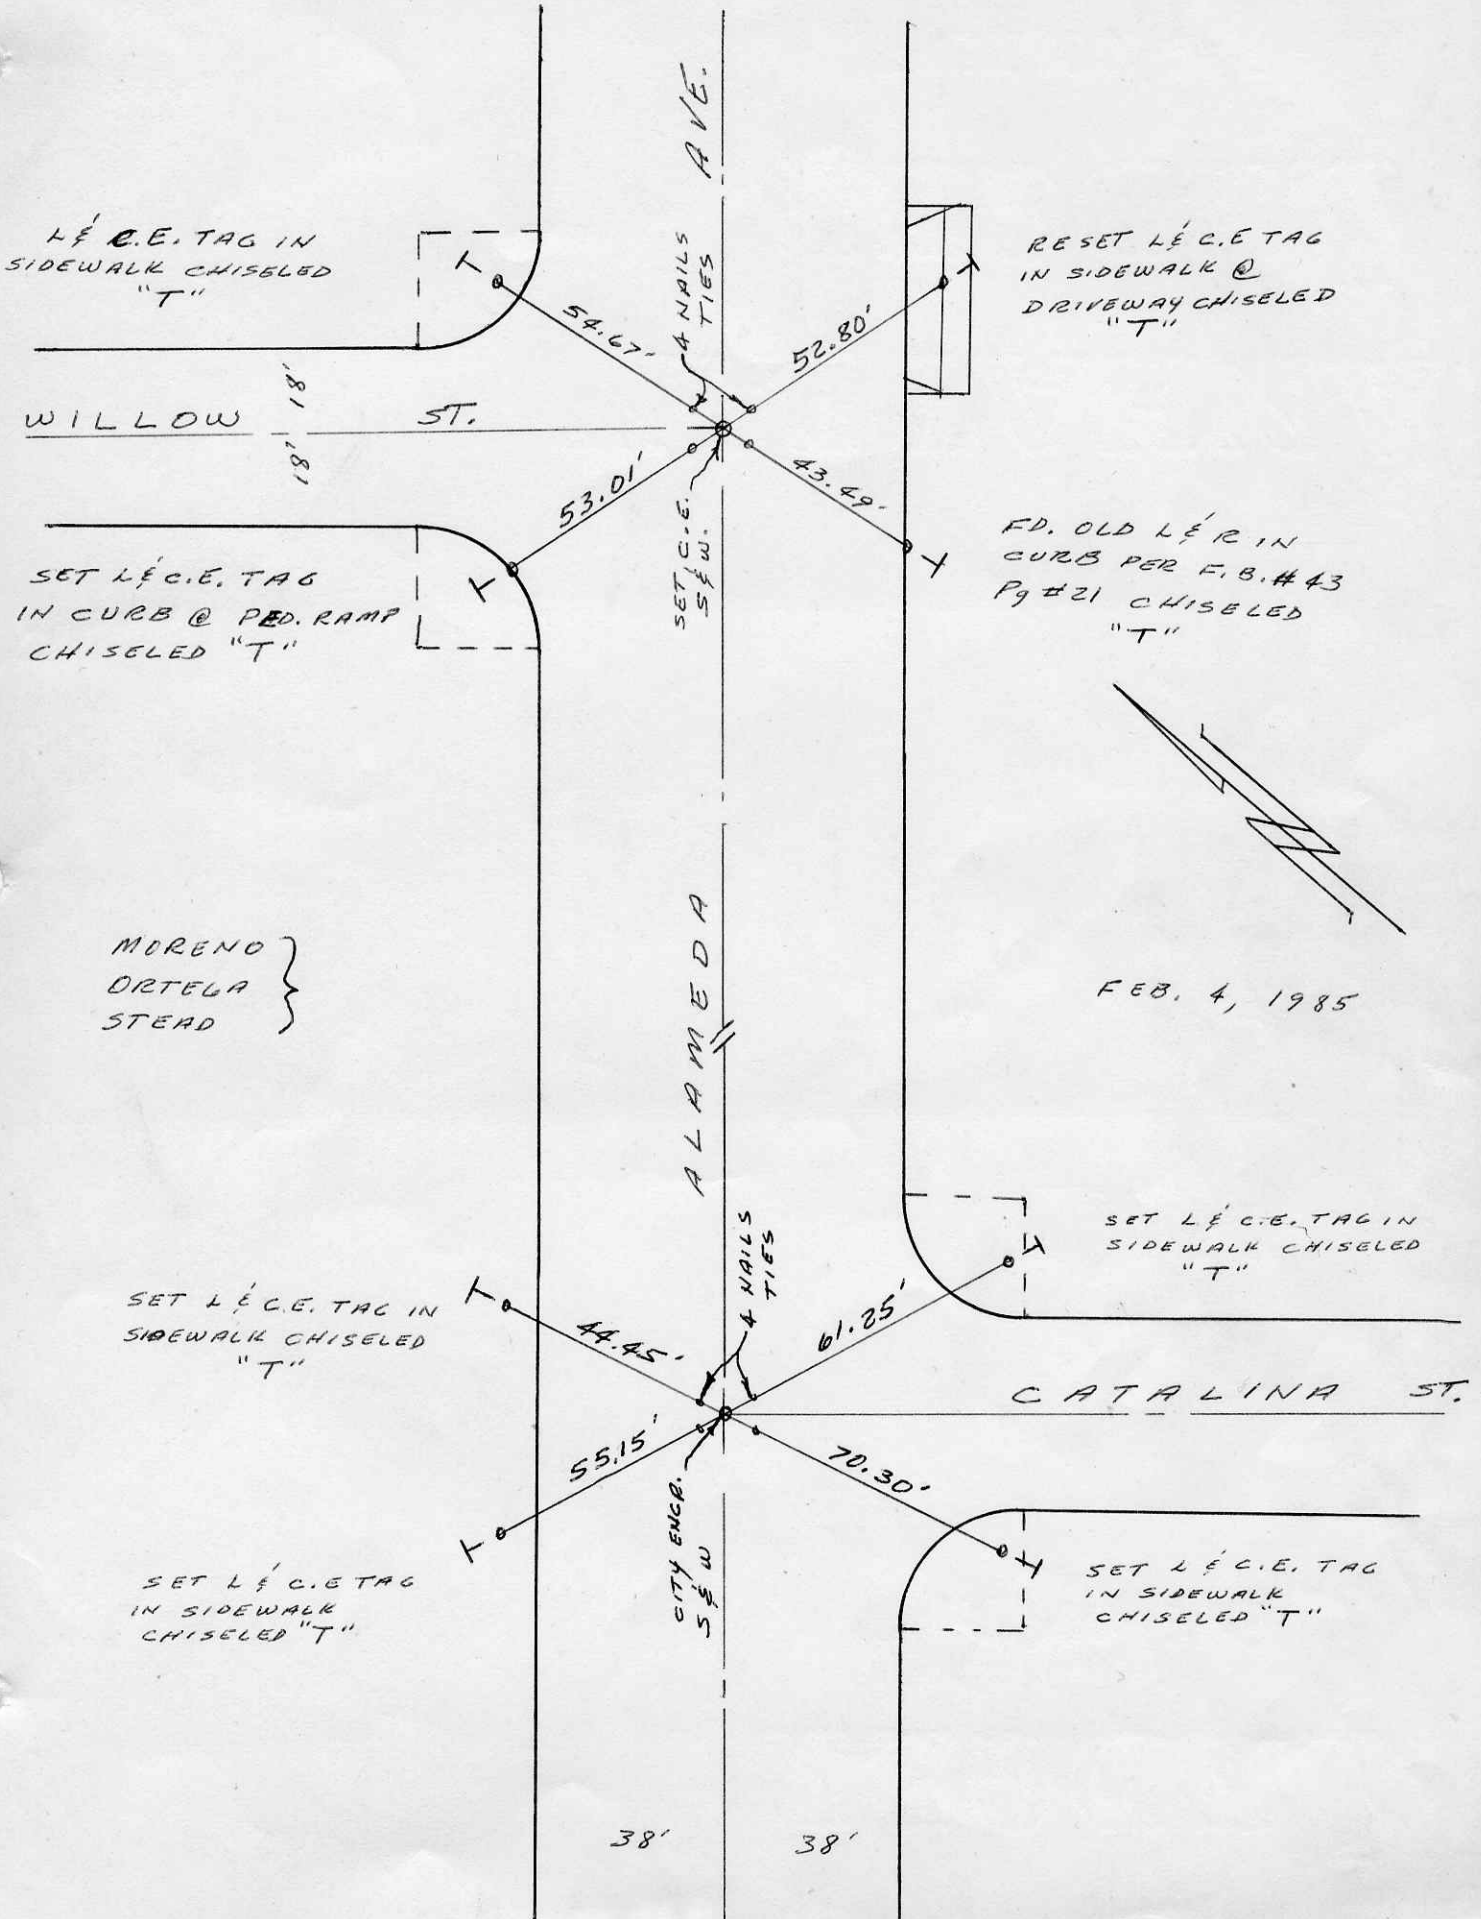 AVE.
L & C.E. TAG IN
SIDEWALK CHISELED
"T"
4 NAILS
TIES
RESET L & C.E TAG
IN SIDEWALK @
DRIVEWAY CHISELED
"T"
T
T
54.67'
52.80'
18'
WILLOW ST.
18'
53.01'
43.49'
SET C.E.
S & W.
FD. OLD L & R IN
CURB PER F.B. #43
Pg #21 CHISELED
"T"
T
T
SET L & C.E. TAG
IN CURB @ PED. RAMP
CHISELED "T"
N
MORENO
ORTEGA
STEAD
FEB. 4, 1985
ALAMEDA
4 NAILS
TIES
SET L & C.E. TAG IN
SIDEWALK CHISELED
"T"
T
T
SET L & C.E. TAG IN
SIDEWALK CHISELED
"T"
44.45'
61.25'
CATALINA ST.
55.15'
70.30'
CITY ENGR.
S & W
T
T
SET L & C.E TAG
IN SIDEWALK
CHISELED "T"
SET L & C.E. TAG
IN SIDEWALK
CHISELED "T"
38'
38'